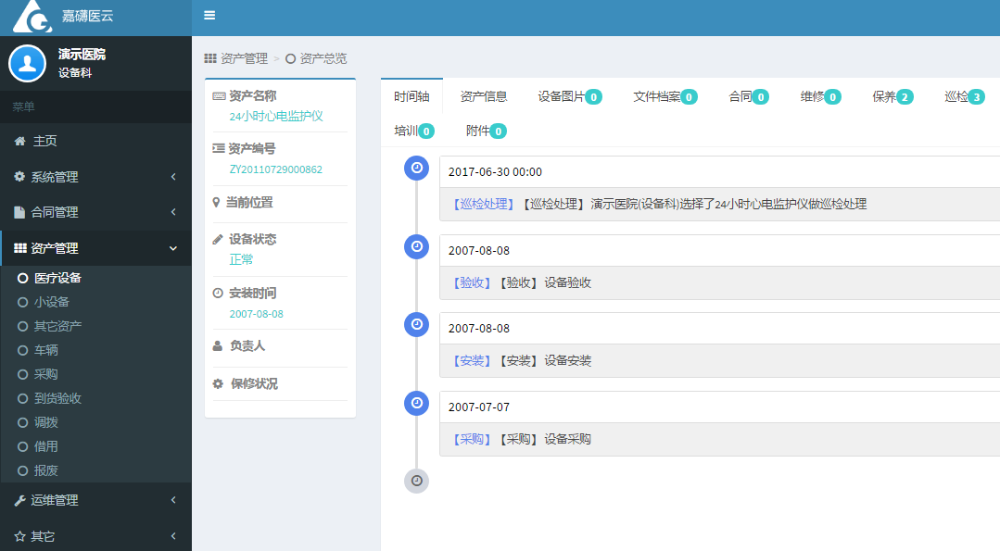 嘉礴医云
演示医院
设备科
菜单
主页
系统管理
合同管理
资产管理
医疗设备
小设备
其它资产
车辆
采购
到货验收
调拨
借用
报废
运维管理
其它
资产管理 > 资产总览
资产名称
24小时心电监护仪
资产编号
ZY20110729000862
当前位置
设备状态
正常
安装时间
2007-08-08
负责人
保修状况
时间轴 资产信息 设备图片 0 文件档案 0 合同 0 维修 0 保养 2 巡检 3
培训 0 附件 0
2017-06-30 00:00
【巡检处理】【巡检处理】演示医院(设备科)选择了24小时心电监护仪做巡检处理
2007-08-08
【验收】【验收】设备验收
2007-08-08
【安装】【安装】设备安装
2007-07-07
【采购】【采购】设备采购